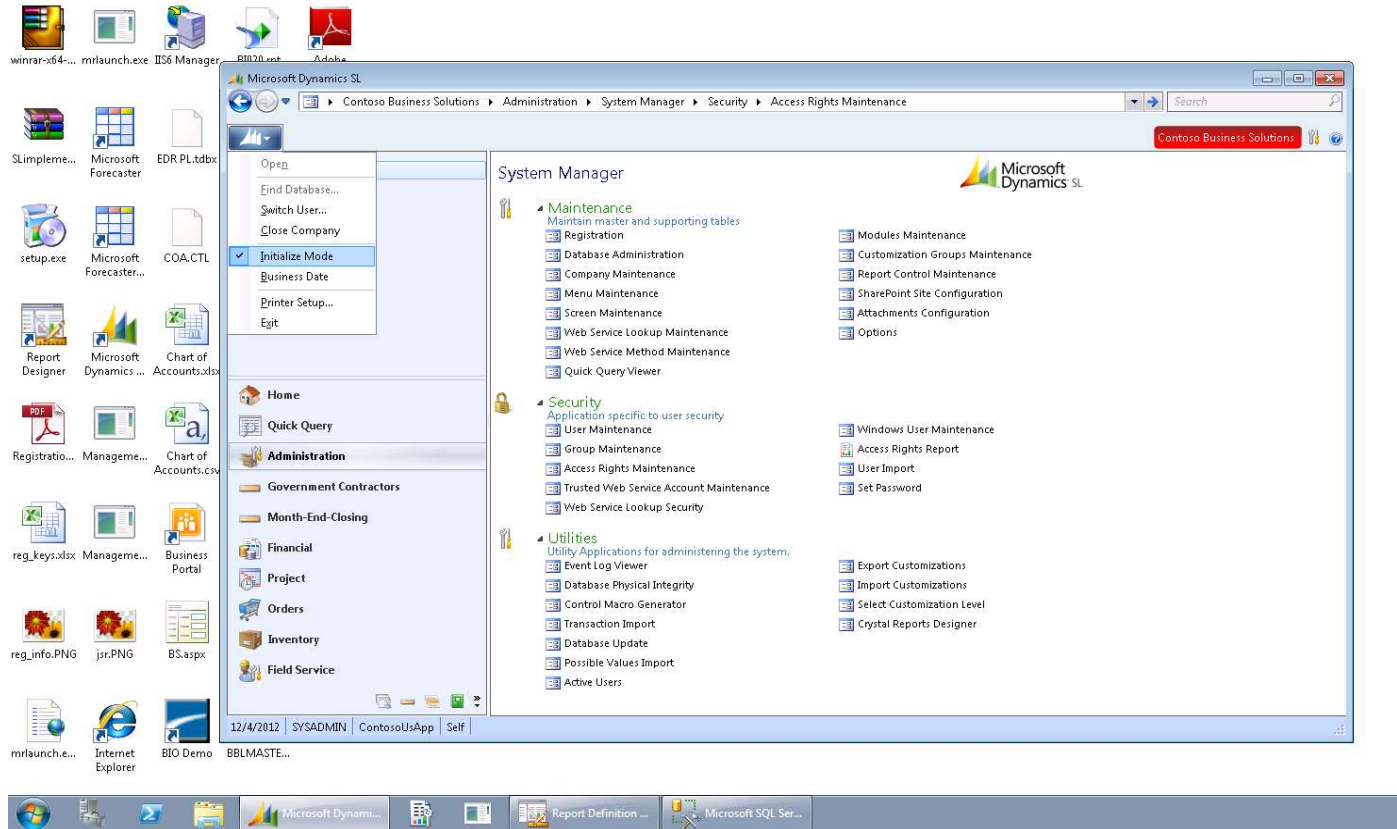 winrar-x64-... mrlaunch.exe IIS6 Manager BI020.rpt Adobe
SLimpleme... Microsoft Forecaster EDR PL.tdbx
setup.exe Microsoft Forecaster... COA.CTL
Report Designer Microsoft Dynamics ... Chart of Accounts.xlsx
PDF
Registratio... Manageme... Chart of Accounts.csv
reg_keys.xlsx Manageme... Business Portal
reg_info.PNG jsr.PNG BS.aspx
mrlaunch.e... Internet Explorer BIO Demo BBLMASTE...
Microsoft Dynamics SL
Contoso Business Solutions Administration System Manager Security Access Rights Maintenance
Search
Contoso Business Solutions
Open
Find Database...
Switch User...
Close Company
Initialize Mode
Business Date
Printer Setup...
Exit
Home
Quick Query
Administration
Government Contractors
Month-End-Closing
Financial
Project
Orders
Inventory
Field Service
System Manager
Microsoft Dynamics SL
Maintenance
Maintain master and supporting tables
Registration
Database Administration
Company Maintenance
Menu Maintenance
Screen Maintenance
Web Service Lookup Maintenance
Web Service Method Maintenance
Quick Query Viewer
Modules Maintenance
Customization Groups Maintenance
Report Control Maintenance
SharePoint Site Configuration
Attachments Configuration
Options
Security
Application specific to user security
User Maintenance
Group Maintenance
Access Rights Maintenance
Trusted Web Service Account Maintenance
Web Service Lookup Security
Windows User Maintenance
Access Rights Report
User Import
Set Password
Utilities
Utility Applications for administering the system.
Event Log Viewer
Database Physical Integrity
Control Macro Generator
Transaction Import
Database Update
Possible Values Import
Active Users
Export Customizations
Import Customizations
Select Customization Level
Crystal Reports Designer
12/4/2012 SYSADMIN ContosoUsApp Self
Microsoft Dynami... Report Definition ... Microsoft SQL Ser...